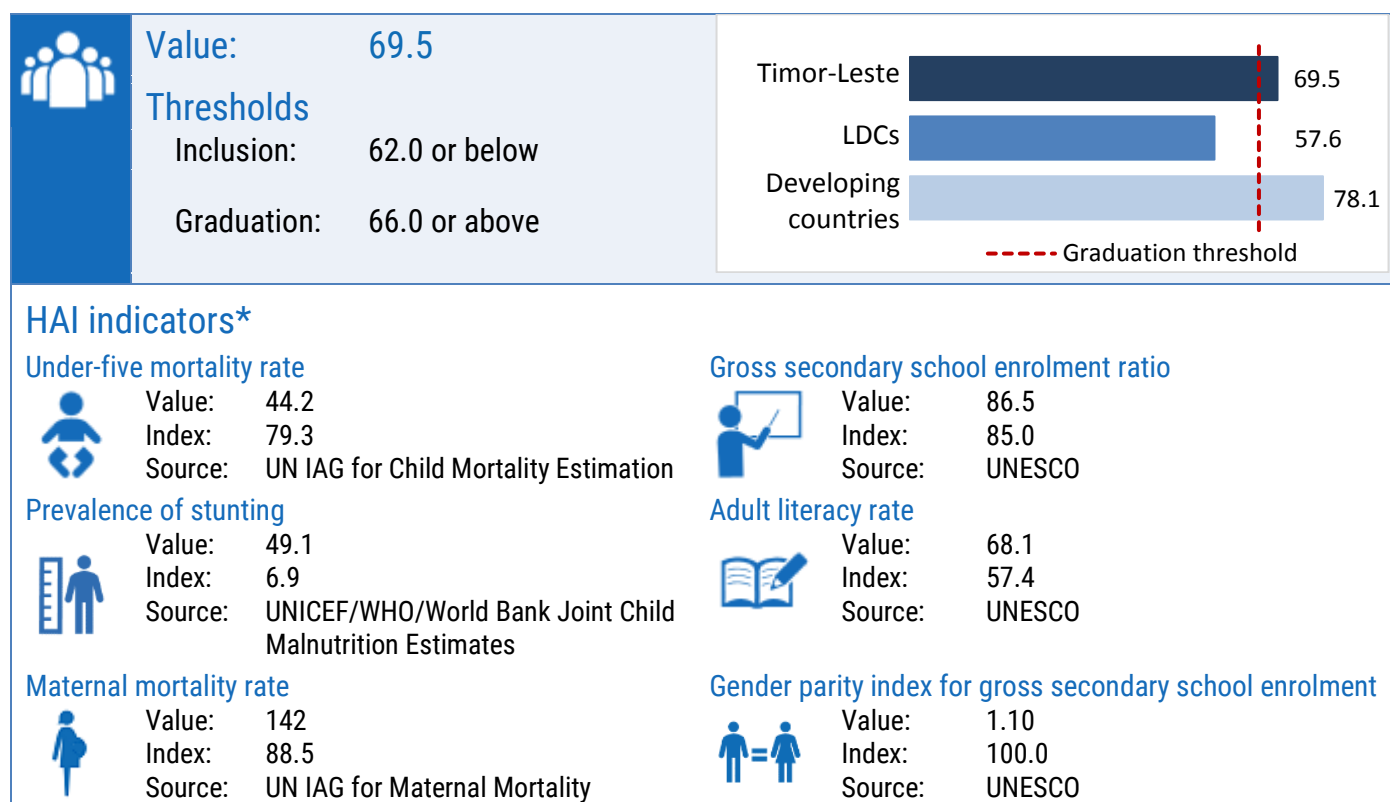 Value: 69.5
Thresholds
Inclusion: 62.0 or below
Graduation: 66.0 or above
Timor-Leste 69.5
LDCs 57.6
Developing
countries 78.1
Graduation threshold
HAI indicators*
Under-five mortality rate
Value: 44.2
Index: 79.3
Source: UN IAG for Child Mortality Estimation
Prevalence of stunting
Value: 49.1
Index: 6.9
Source: UNICEF/WHO/World Bank Joint Child
Malnutrition Estimates
Maternal mortality rate
Value: 142
Index: 88.5
Source: UN IAG for Maternal Mortality
Gross secondary school enrolment ratio
Value: 86.5
Index: 85.0
Source: UNESCO
Adult literacy rate
Value: 68.1
Index: 57.4
Source: UNESCO
Gender parity index for gross secondary school enrolment
Value: 1.10
Index: 100.0
Source: UNESCO